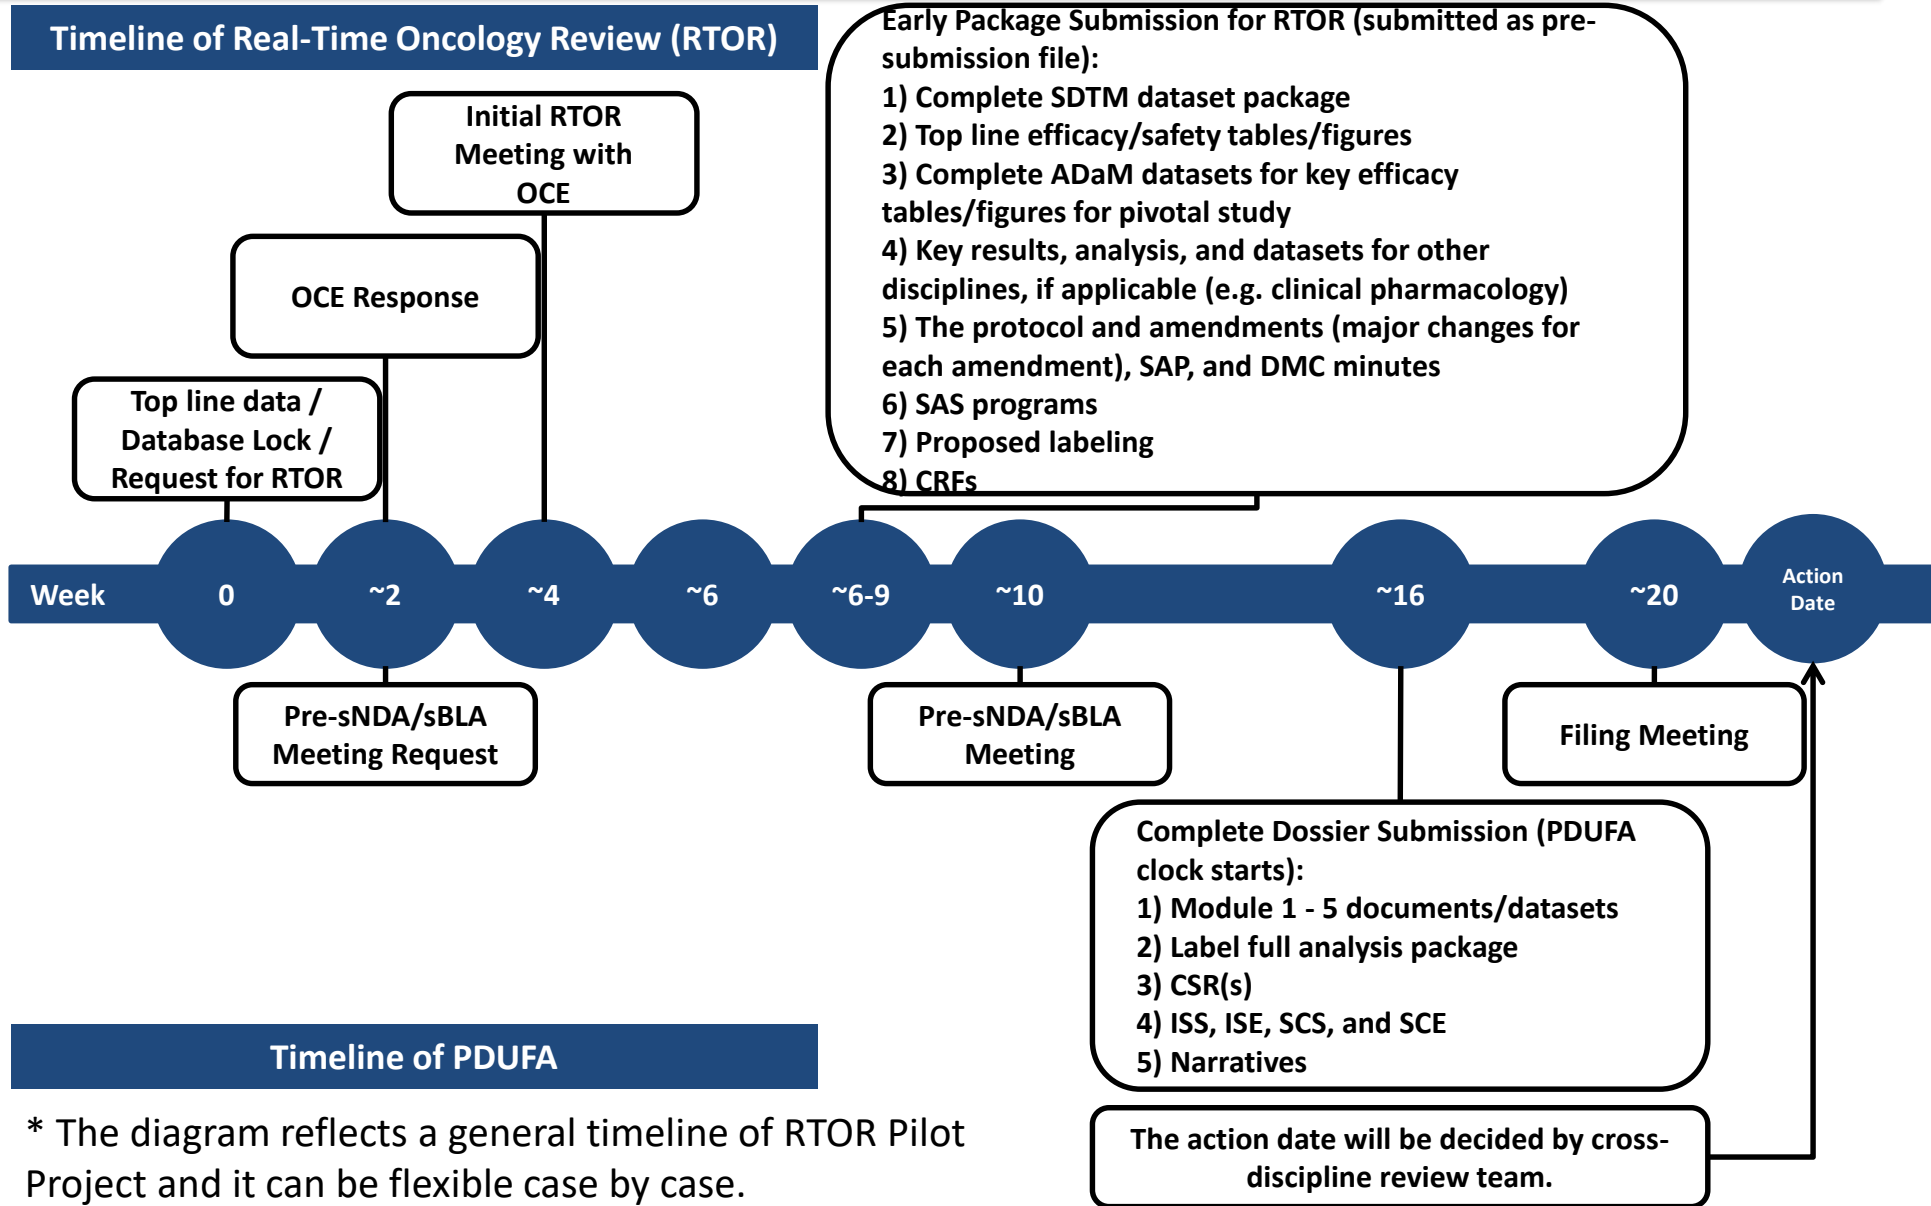 Timeline of Real-Time Oncology Review (RTOR)
Early Package Submission for RTOR (submitted as pre-
submission file):
1) Complete SDTM dataset package
2) Top line efficacy/safety tables/figures
3) Complete ADaM datasets for key efficacy
tables/figures for pivotal study
4) Key results, analysis, and datasets for other
disciplines, if applicable (e.g. clinical pharmacology)
5) The protocol and amendments (major changes for
each amendment), SAP, and DMC minutes
6) SAS programs
7) Proposed labeling
8) CRFs
Initial RTOR
Meeting with
OCE
OCE Response
Top line data /
Database Lock /
Request for RTOR
Week 0 ~2 ~4 ~6 ~6-9 ~10 ~16 ~20 Action
Date
Pre-sNDA/sBLA
Meeting Request
Pre-sNDA/sBLA
Meeting
Filing Meeting
Complete Dossier Submission (PDUFA
clock starts):
1) Module 1 - 5 documents/datasets
2) Label full analysis package
3) CSR(s)
4) ISS, ISE, SCS, and SCE
5) Narratives
Timeline of PDUFA
The action date will be decided by cross-
discipline review team.
* The diagram reflects a general timeline of RTOR Pilot
Project and it can be flexible case by case.